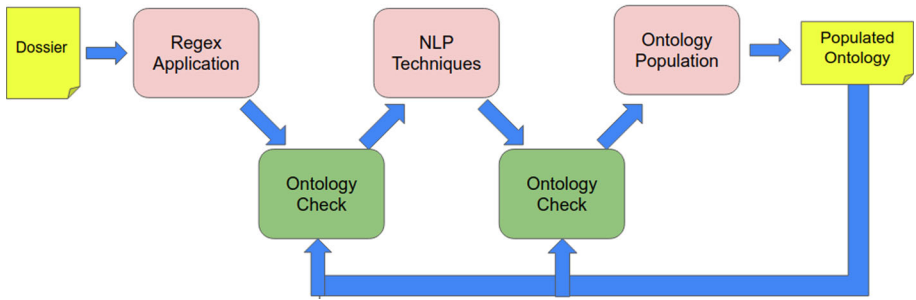 Dossier
Regex
Application
NLP
Techniques
Ontology
Population
Populated
Ontology
Ontology
Check
Ontology
Check